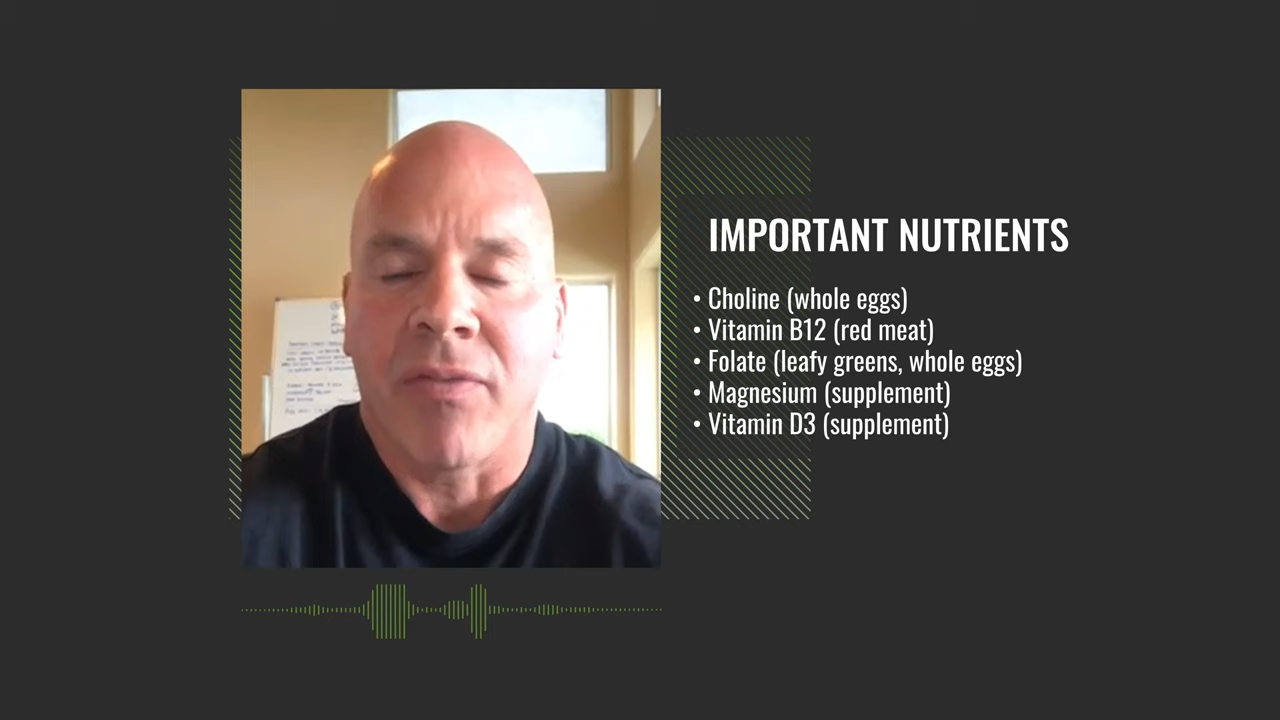 IMPORTANT NUTRIENTS
• Choline (whole eggs)
• Vitamin B12 (red meat)
• Folate (leafy greens, whole eggs)
• Magnesium (supplement)
• Vitamin D3 (supplement)